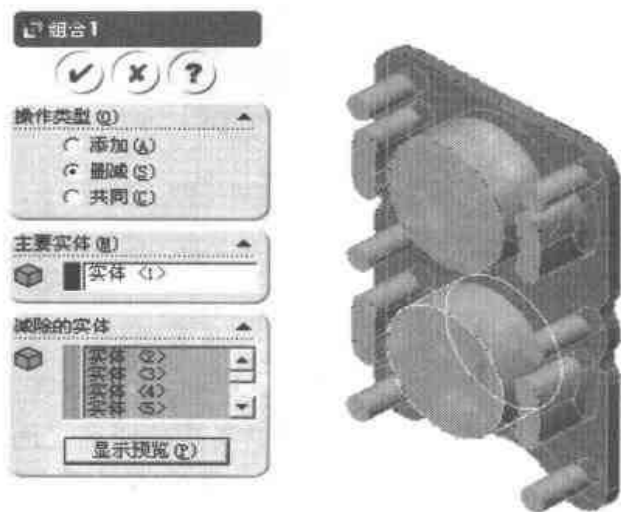 组合1
操作类型(O)
添加(A)
删减(S)
共同(C)
主要实体(M)
实体 <1>
减除的实体
实体 <2>
实体 <3>
实体 <4>
实体 <5>
显示预览(P)